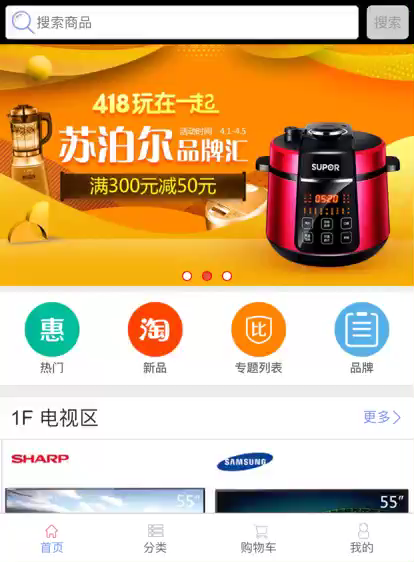 搜索商品
搜索
418玩在一起
苏泊尔 活动时间 4.1-4.5 品牌汇
满300元减50元
SUPOR
0520
惠 淘 比
热门 新品 专题列表 品牌
1F 电视区 更多
SHARP SAMSUNG
55" 55"
首页 分类 购物车 我的